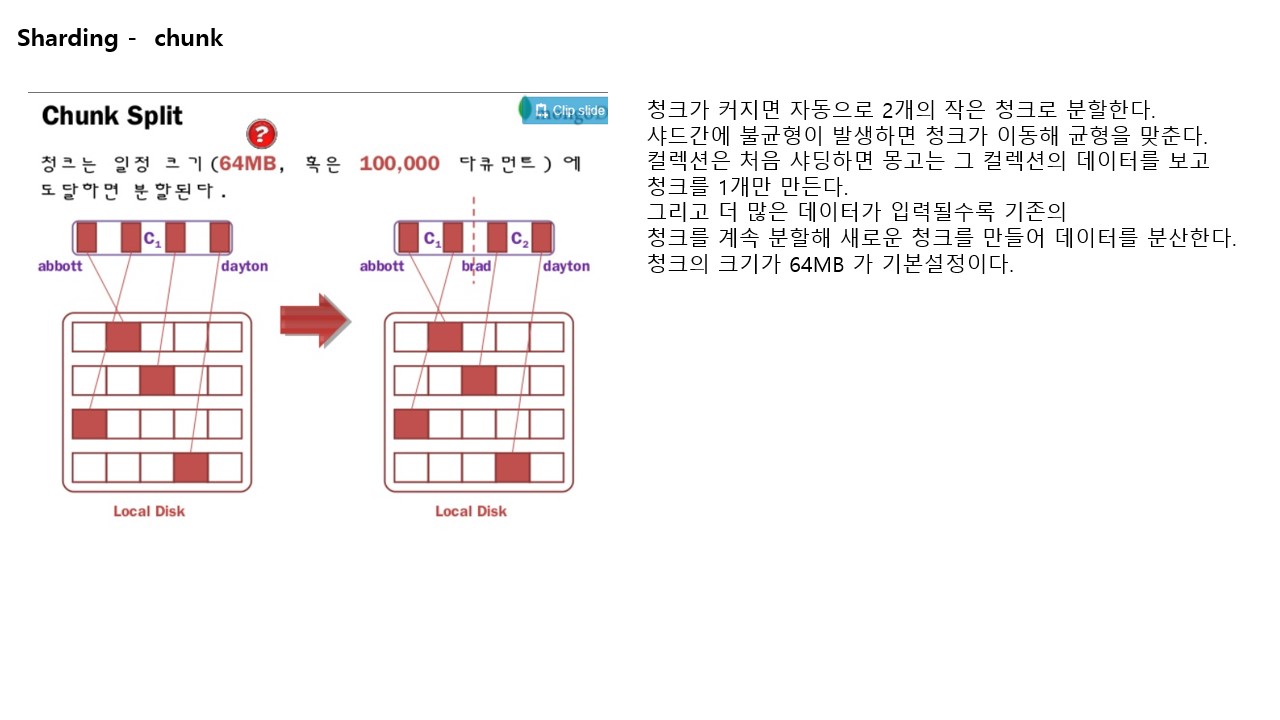 Sharding - chunk
Chunk Split
Clip slide
mongoDB
?
청크는 일정 크기(64MB, 혹은 100,000 다큐먼트) 에
도달하면 분할된다.
C1
abbott
dayton
Local Disk
C1
C2
abbott
brad
dayton
Local Disk
청크가 커지면 자동으로 2개의 작은 청크로 분할한다.
샤드간에 불균형이 발생하면 청크가 이동해 균형을 맞춘다.
컬렉션은 처음 샤딩하면 몽고는 그 컬렉션의 데이터를 보고
청크를 1개만 만든다.
그리고 더 많은 데이터가 입력될수록 기존의
청크를 계속 분할해 새로운 청크를 만들어 데이터를 분산한다.
청크의 크기가 64MB 가 기본설정이다.